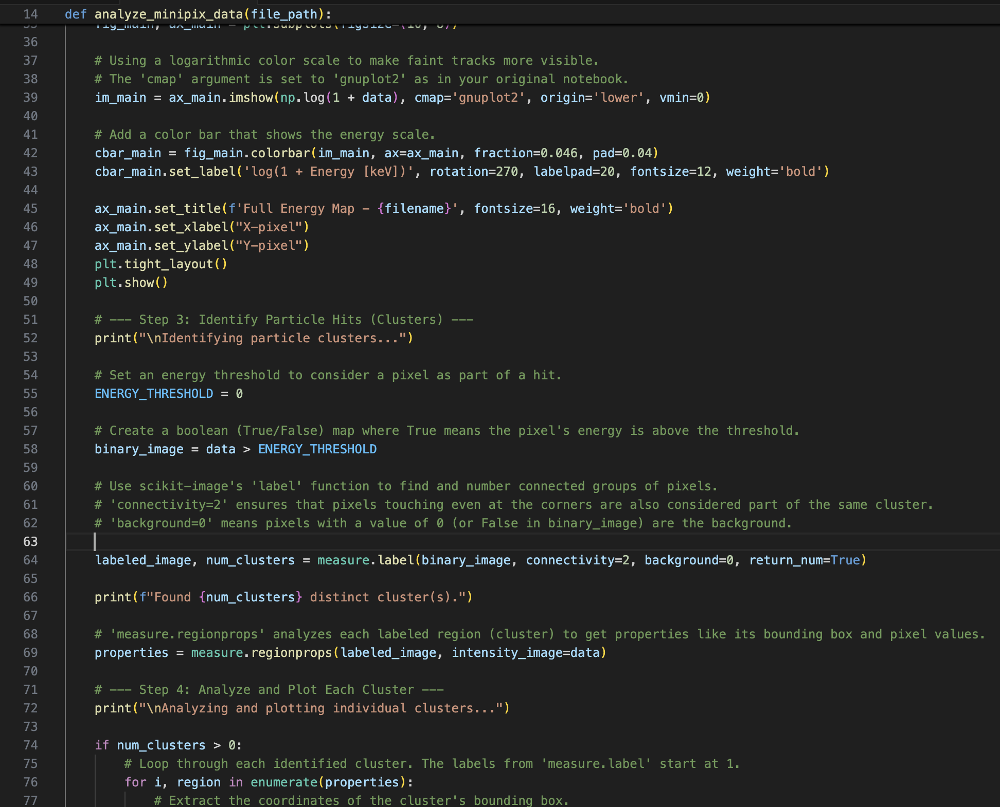 14 def analyze_minipix_data(file_path):
35 fig_main, ax_main = plt.subplots(figsize=(10, 8))
36
37 # Using a logarithmic color scale to make faint tracks more visible.
38 # The 'cmap' argument is set to 'gnuplot2' as in your original notebook.
39 im_main = ax_main.imshow(np.log(1 + data), cmap='gnuplot2', origin='lower', vmin=0)
40
41 # Add a color bar that shows the energy scale.
42 cbar_main = fig_main.colorbar(im_main, ax=ax_main, fraction=0.046, pad=0.04)
43 cbar_main.set_label('log(1 + Energy [keV])', rotation=270, labelpad=20, fontsize=12, weight='bold')
44
45 ax_main.set_title(f'Full Energy Map - {filename}', fontsize=16, weight='bold')
46 ax_main.set_xlabel("X-pixel")
47 ax_main.set_ylabel("Y-pixel")
48 plt.tight_layout()
49 plt.show()
50
51 # --- Step 3: Identify Particle Hits (Clusters) ---
52 print("\nIdentifying particle clusters...")
53
54 # Set an energy threshold to consider a pixel as part of a hit.
55 ENERGY_THRESHOLD = 0
56
57 # Create a boolean (True/False) map where True means the pixel's energy is above the threshold.
58 binary_image = data > ENERGY_THRESHOLD
59
60 # Use scikit-image's 'label' function to find and number connected groups of pixels.
61 # 'connectivity=2' ensures that pixels touching even at the corners are also considered part of the same cluster.
62 # 'background=0' means pixels with a value of 0 (or False in binary_image) are the background.
63
64 labeled_image, num_clusters = measure.label(binary_image, connectivity=2, background=0, return_num=True)
65
66 print(f"Found {num_clusters} distinct cluster(s).")
67
68 # 'measure.regionprops' analyzes each labeled region (cluster) to get properties like its bounding box and pixel values.
69 properties = measure.regionprops(labeled_image, intensity_image=data)
70
71 # --- Step 4: Analyze and Plot Each Cluster ---
72 print("\nAnalyzing and plotting individual clusters...")
73
74 if num_clusters > 0:
75 # Loop through each identified cluster. The labels from 'measure.label' start at 1.
76 for i, region in enumerate(properties):
77 # Extract the coordinates of the cluster's bounding box.